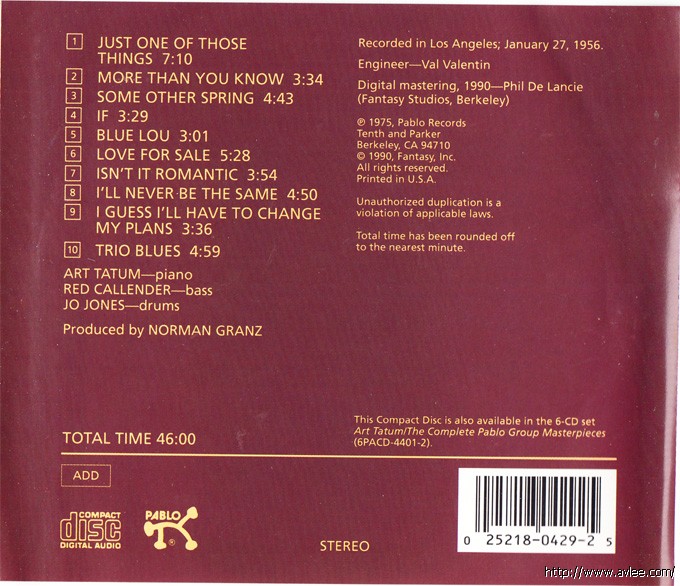 1 JUST ONE OF THOSE
THINGS 7:10
2 MORE THAN YOU KNOW 3:34
3 SOME OTHER SPRING 4:43
4 IF 3:29
5 BLUE LOU 3:01
6 LOVE FOR SALE 5:28
7 ISN'T IT ROMANTIC 3:54
8 I'LL NEVER BE THE SAME 4:50
9 I GUESS I'LL HAVE TO CHANGE
MY PLANS 3:36
10 TRIO BLUES 4:59
ART TATUM—piano
RED CALLENDER—bass
JO JONES—drums
Produced by NORMAN GRANZ
Recorded in Los Angeles; January 27, 1956.
Engineer—Val Valentin
Digital mastering, 1990—Phil De Lancie
(Fantasy Studios, Berkeley)
℗ 1975, Pablo Records
Tenth and Parker
Berkeley, CA 94710
© 1990, Fantasy, Inc.
All rights reserved.
Printed in U.S.A.
Unauthorized duplication is a
violation of applicable laws.
Total time has been rounded off
to the nearest minute.
This Compact Disc is also available in the 6-CD set
Art Tatum/The Complete Pablo Group Masterpieces
(6PACD-4401-2).
TOTAL TIME 46:00
ADD
COMPACT
disc
DIGITAL AUDIO
PABLO
®
STEREO
0 25218-0429-2 5
http://www.avlee.com/